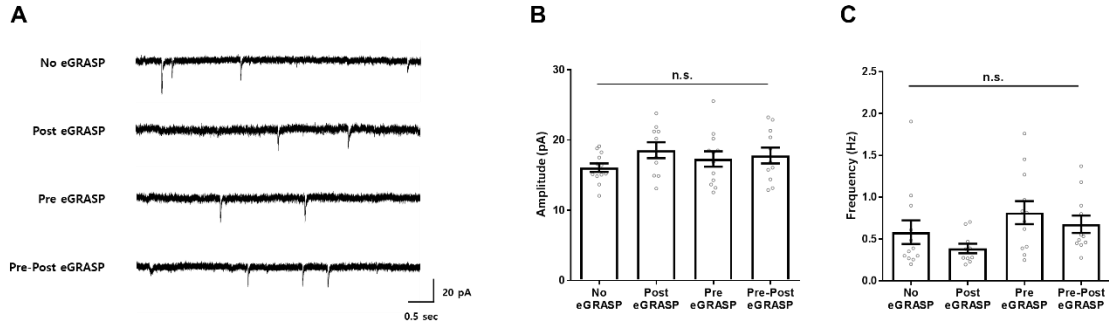 A
No eGRASP
Post eGRASP
Pre eGRASP
Pre-Post eGRASP
20 pA
0.5 sec
B
n.s.
30
20
10
0
Amplitude (pA)
No
eGRASP
Post
eGRASP
Pre
eGRASP
Pre-Post
eGRASP
C
n.s.
2.5
2.0
1.5
1.0
0.5
0.0
Frequency (Hz)
No
eGRASP
Post
eGRASP
Pre
eGRASP
Pre-Post
eGRASP